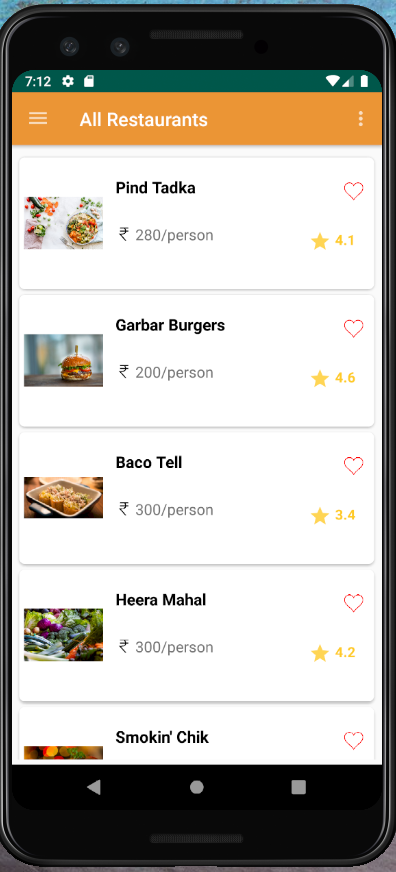 7:12
All Restaurants
Pind Tadka
₹ 280/person
4.1
Garbar Burgers
₹ 200/person
4.6
Baco Tell
₹ 300/person
3.4
Heera Mahal
₹ 300/person
4.2
Smokin' Chik